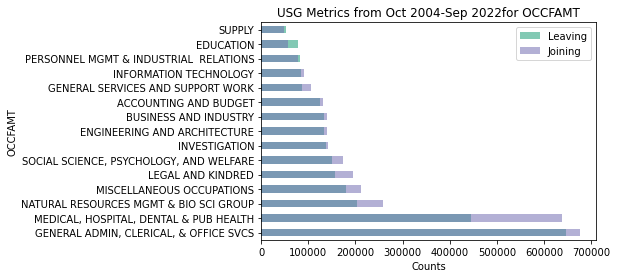 USG Metrics from Oct 2004-Sep 2022for OCCFAMT
Leaving
Joining
OCCFAMT
SUPPLY
EDUCATION
PERSONNEL MGMT & INDUSTRIAL  RELATIONS
INFORMATION TECHNOLOGY
GENERAL SERVICES AND SUPPORT WORK
ACCOUNTING AND BUDGET
BUSINESS AND INDUSTRY
ENGINEERING AND ARCHITECTURE
INVESTIGATION
SOCIAL SCIENCE, PSYCHOLOGY, AND WELFARE
LEGAL AND KINDRED
MISCELLANEOUS OCCUPATIONS
NATURAL RESOURCES MGMT & BIO SCI GROUP
MEDICAL, HOSPITAL, DENTAL & PUB HEALTH
GENERAL ADMIN, CLERICAL, & OFFICE SVCS
0 100000 200000 300000 400000 500000 600000 700000
Counts